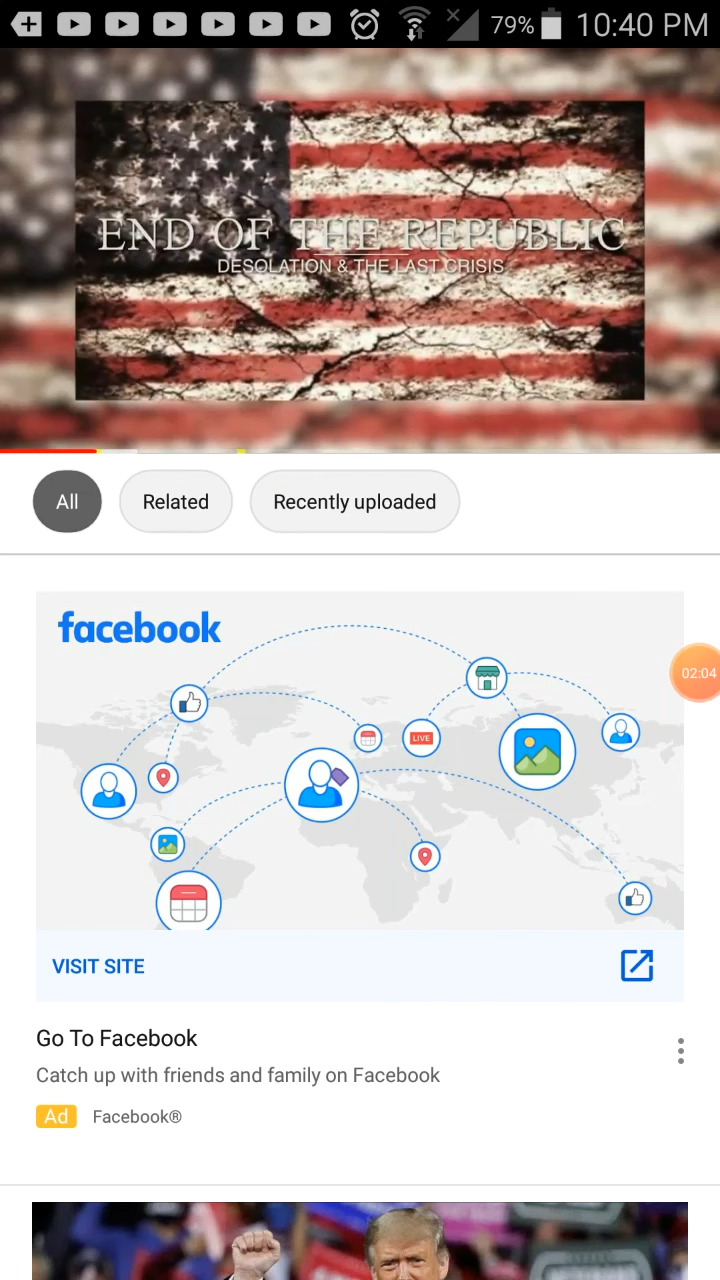 79% 10:40 PM
END OF THE REPUBLIC
DESOLATION & THE LAST CRISIS
All Related Recently uploaded
facebook
LIVE
02:04
VISIT SITE
Go To Facebook
Catch up with friends and family on Facebook
Ad Facebook®